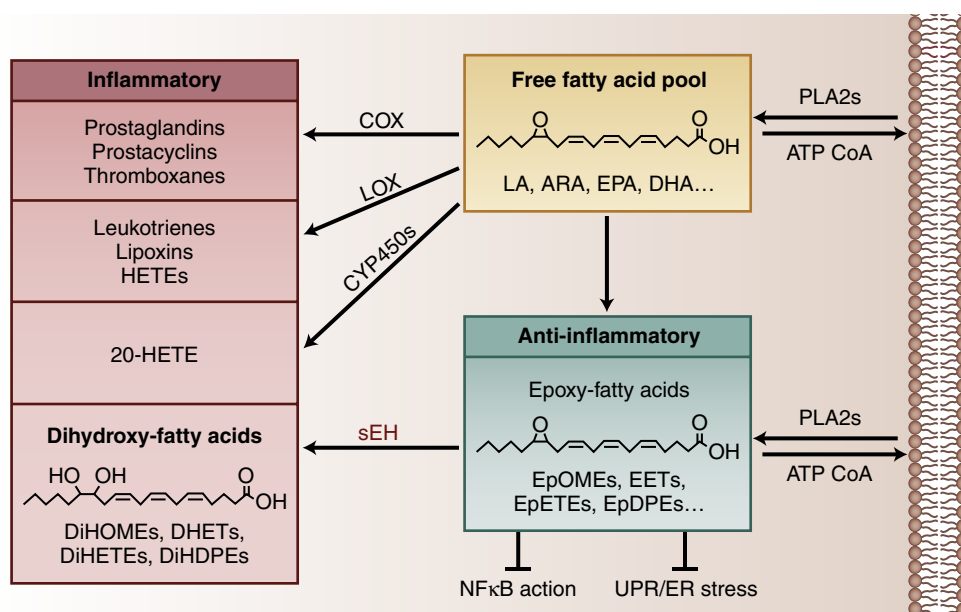 Inflammatory
Prostaglandins
Prostacyclins
Thromboxanes
Leukotrienes
Lipoxins
HETEs
20-HETE
Dihydroxy-fatty acids
HO OH
O
OH
DiHOMEs, DHETs,
DiHETEs, DiHDPEs
COX
LOX
CYP450s
sEH
Free fatty acid pool
O
O
OH
LA, ARA, EPA, DHA…
Anti-inflammatory
Epoxy-fatty acids
O
O
OH
EpOMEs, EETs,
EpETEs, EpDPEs…
NFκB action
UPR/ER stress
PLA2s
ATP CoA
PLA2s
ATP CoA